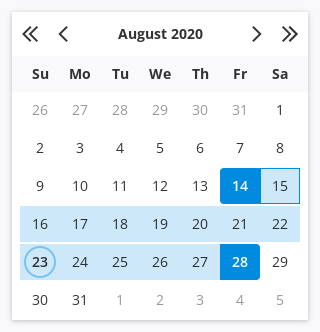 August 2020
Su Mo Tu We Th Fr Sa
26 27 28 29 30 31 1
2 3 4 5 6 7 8
9 10 11 12 13 14 15
16 17 18 19 20 21 22
23 24 25 26 27 28 29
30 31 1 2 3 4 5